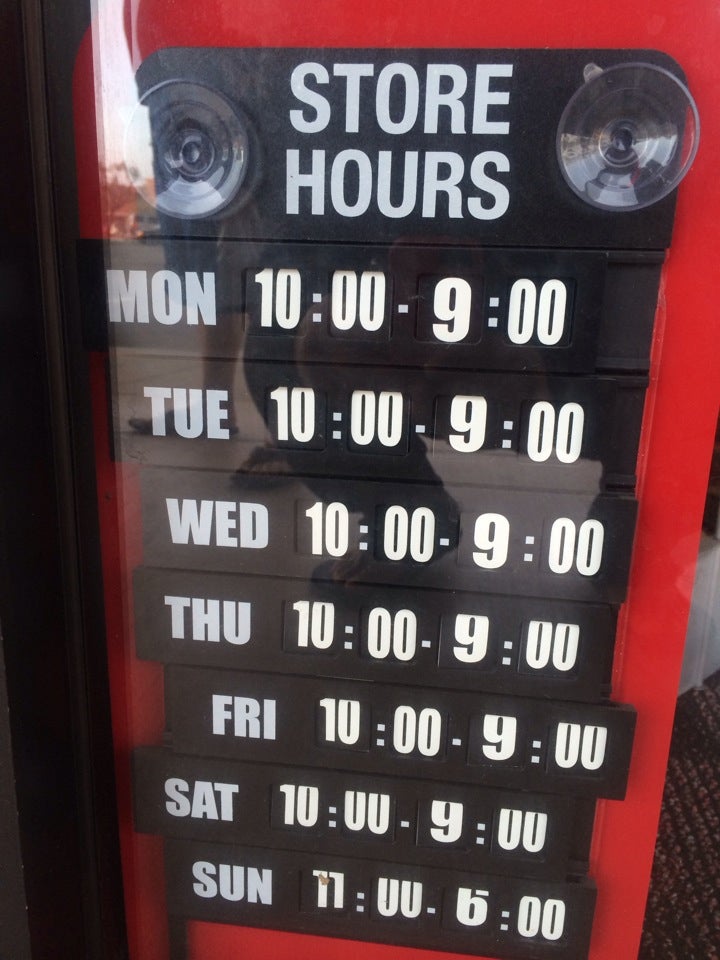 STORE
HOURS
MON 10:00-9:00
TUE 10:00-9:00
WED 10:00-9:00
THU 10:00-9:00
FRI 10:00-9:00
SAT 10:00-9:00
SUN 11:00-6:00